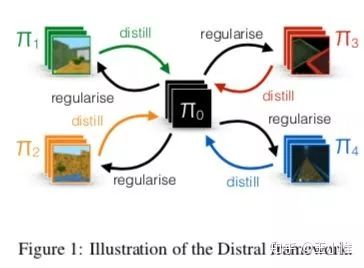 π1 distill regularise π3
regularise distill
π0
distill regularise
π2 regularise distill π4
Figure 1: Illustration of the Distral framework.